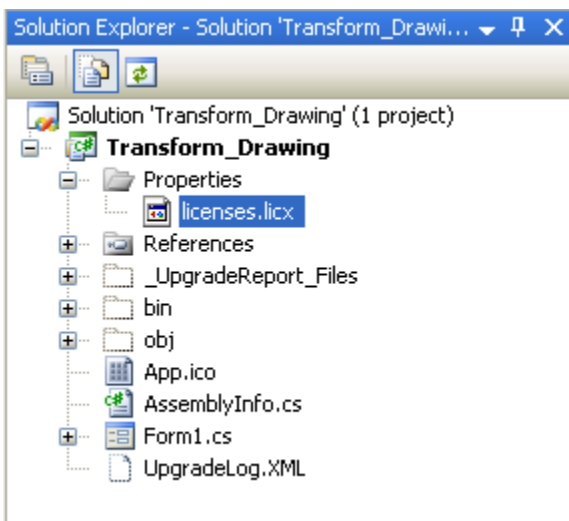 Solution Explorer - Solution 'Transform_Drawi...
Solution 'Transform_Drawing' (1 project)
Transform_Drawing
Properties
licenses.licx
References
_UpgradeReport_Files
bin
obj
App.ico
AssemblyInfo.cs
Form1.cs
UpgradeLog.XML